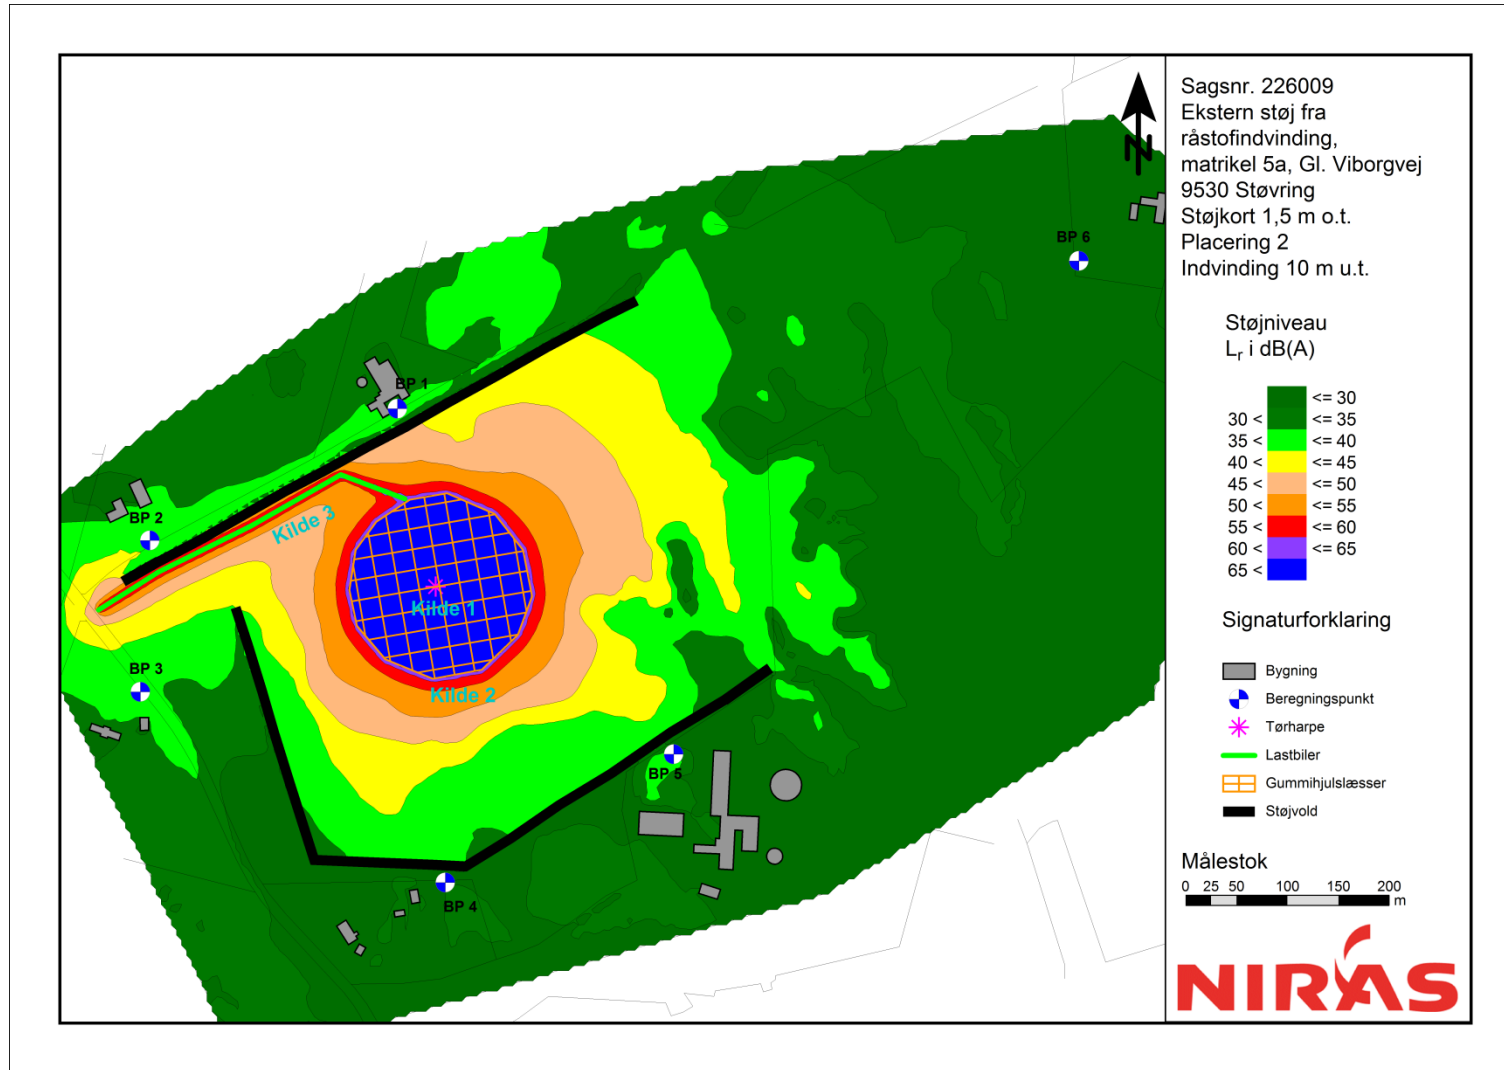 Sagsnr. 226009
Ekstern støj fra
råstofindvinding,
matrikel 5a, Gl. Viborgvej
9530 Støvring
Støjkort 1,5 m o.t.
Placering 2
Indvinding 10 m u.t.
N
BP 6
BP 1
BP 2
Kilde 3
Kilde 1
BP 3
Kilde 2
BP 5
BP 4
Støjniveau
Lr i dB(A)
<= 30
30 < <= 35
35 < <= 40
40 < <= 45
45 < <= 50
50 < <= 55
55 < <= 60
60 < <= 65
65 <
Signaturforklaring
Bygning
Beregningspunkt
Tørharpe
Lastbiler
Gummihjulslæsser
Støjvold
Målestok
0 25 50 100 150 200
m
NIRAS